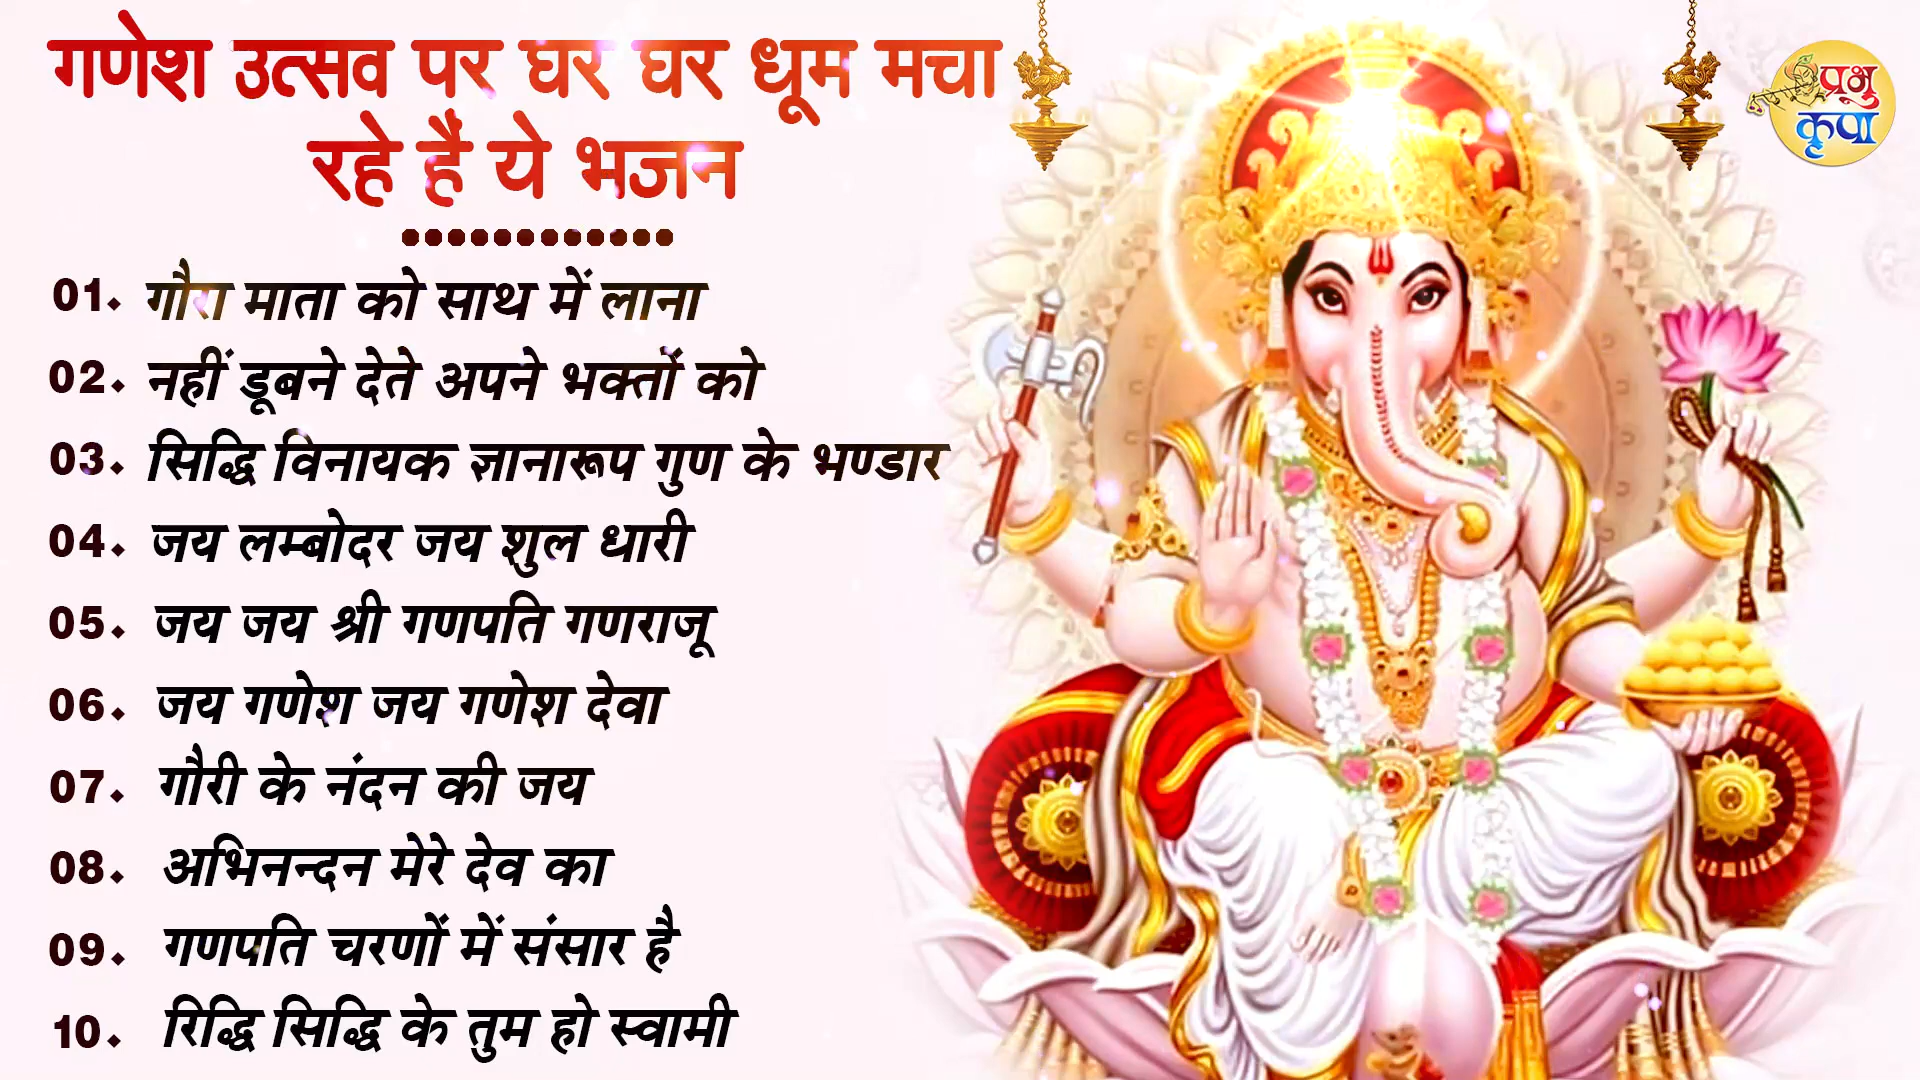 गणेश उत्सव पर घर घर धूम मचा
रहे हैं ये भजन
01. गौरा माता को साथ में लाना
02. नहीं डूबने देते अपने भक्तों को
03. सिद्धि विनायक ज्ञानारूप गुण के भण्डार
04. जय लम्बोदर जय शुल धारी
05. जय जय श्री गणपति गणराजू
06. जय गणेश जय गणेश देवा
07. गौरी के नंदन की जय
08. अभिनन्दन मेरे देव का
09. गणपति चरणों में संसार है
10. रिद्धि सिद्धि के तुम हो स्वामी
प्रभु
कृपा